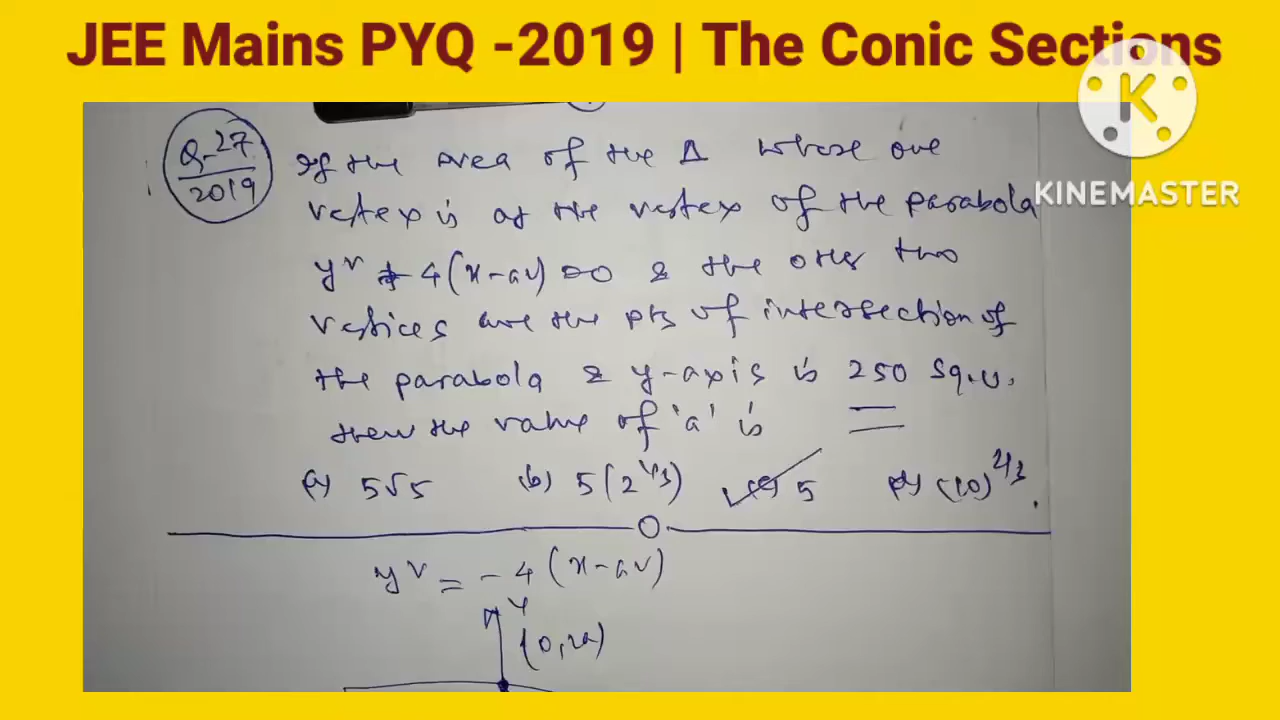 JEE Mains PYQ -2019 | The Conic Sections
K
KINEMASTER
Q-27
2019
If the area of the Δ whose one
vertex is at the vertex of the parabola
y² + 4(x-a²) = 0 & the other two
vertices are the pts of intersection of
the parabola & y-axis is 250 sq.u.
then the value of 'a' is
(a) 5√5 (b) 5(2^1/3) (c) 5 (d) (10)^2/3.
y² = -4(x-a²)
Y
(0,2a)